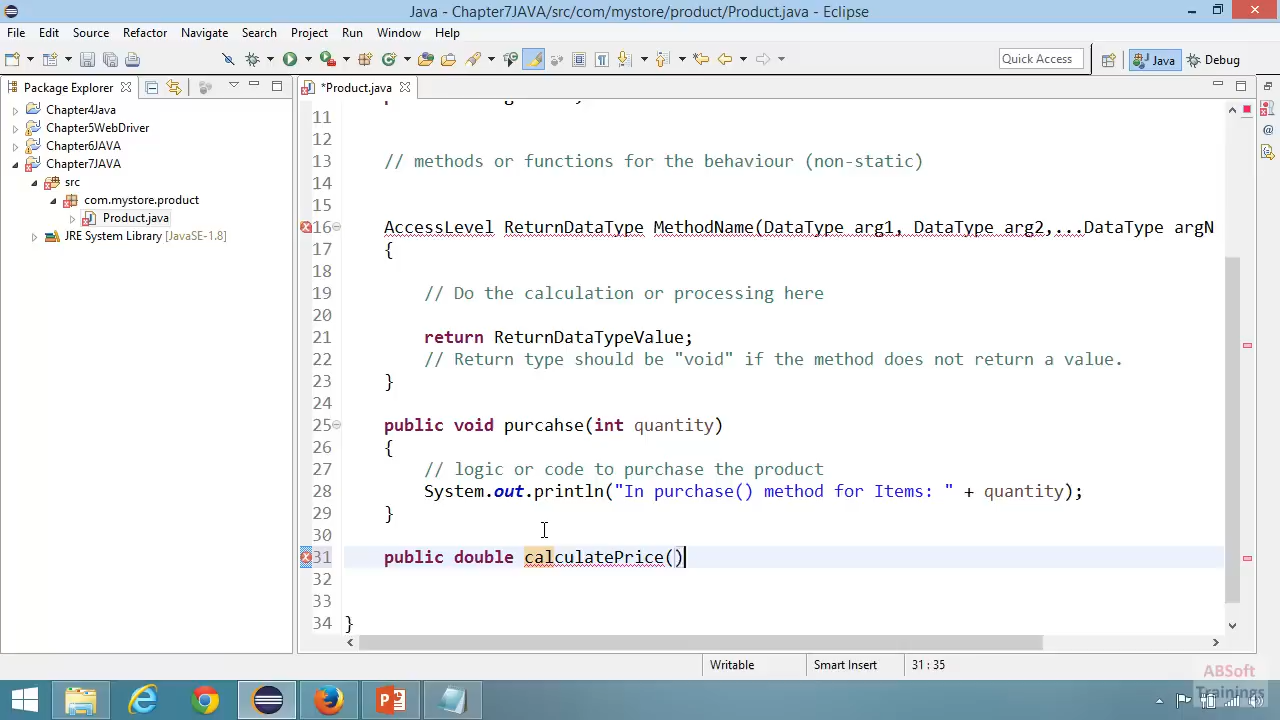 Java - Chapter7JAVA/src/com/mystore/product/Product.java - Eclipse
File Edit Source Refactor Navigate Search Project Run Window Help
Quick Access Java Debug
Package Explorer
*Product.java
Chapter4Java
Chapter5WebDriver
Chapter6JAVA
Chapter7JAVA
src
com.mystore.product
Product.java
JRE System Library [JavaSE-1.8]
11
12
13 // methods or functions for the behaviour (non-static)
14
15
16 AccessLevel ReturnDataType MethodName(DataType arg1, DataType arg2,...DataType argN
17 {
18
19 // Do the calculation or processing here
20
21 return ReturnDataTypeValue;
22 // Return type should be "void" if the method does not return a value.
23 }
24
25 public void purcahse(int quantity)
26 {
27 // logic or code to purchase the product
28 System.out.println("In purchase() method for Items: " + quantity);
29 }
30
31 public double calculatePrice()
32
33
34 }
Writable Smart Insert 31 : 35
ABSoft
Trainings